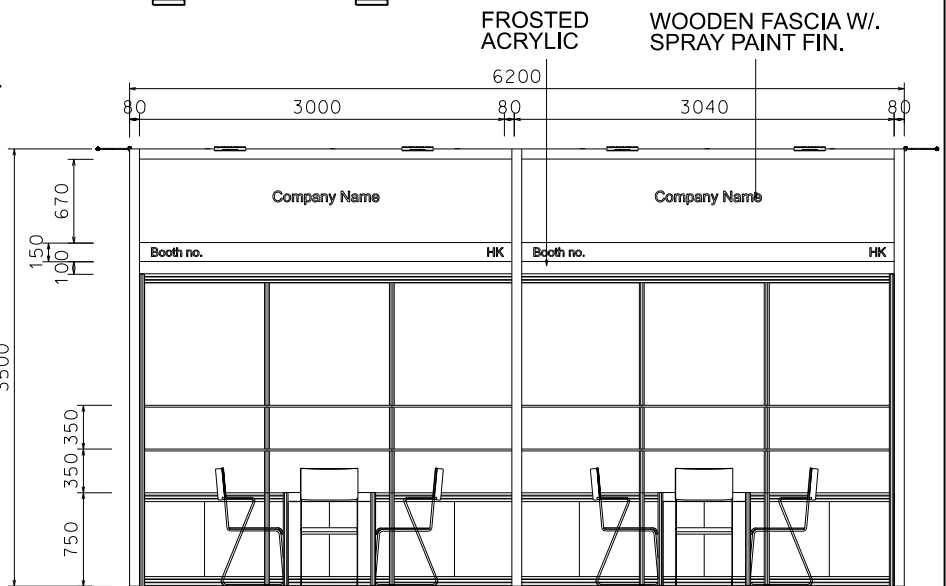 FROSTED
ACRYLIC
WOODEN FASCIA W/.
SPRAY PAINT FIN.
6200
80
3000
80
3040
80
670
Company Name
Company Name
150
Booth no.
HK
Booth no.
HK
100
3500
350
350
750